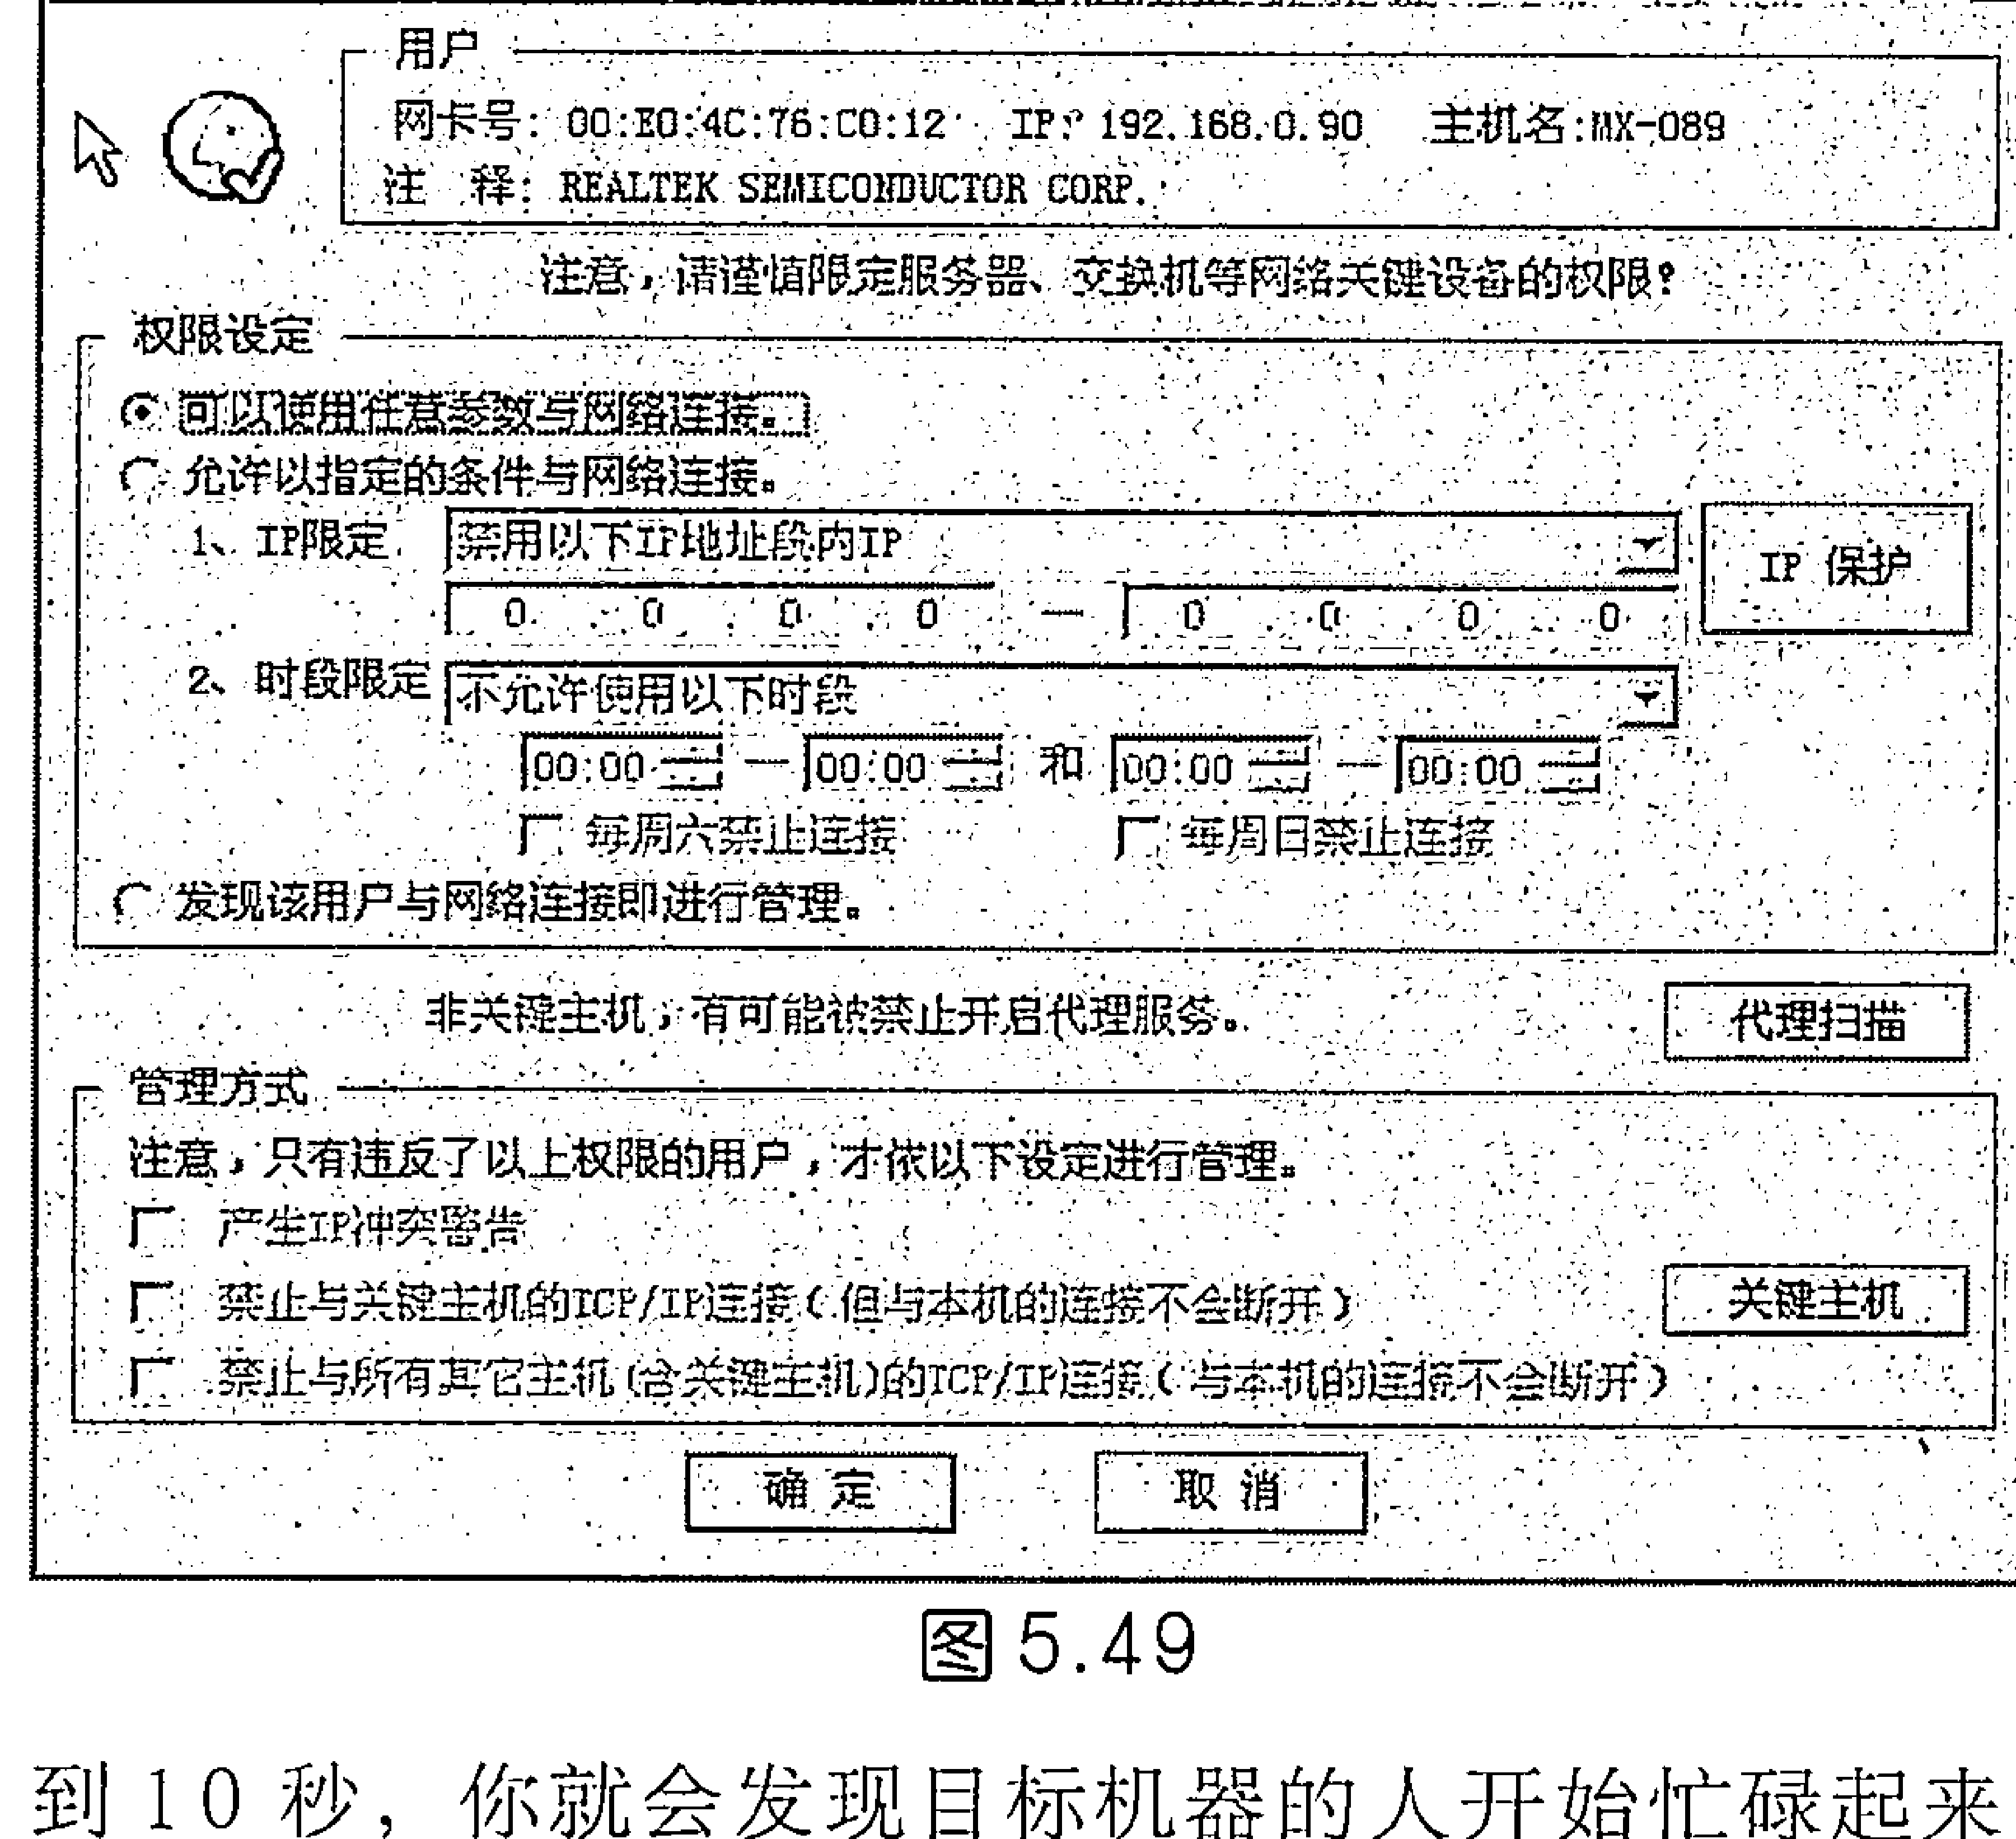 用户
网卡号: 00:E0:4C:76:C0:12 IP: 192.168.0.90 主机名:MX-089
注 释: REALTEK SEMICONDUCTOR CORP.
注意，请谨慎限定服务器、交换机等网络关键设备的权限！
权限设定
可以使用任意参数与网络连接。
允许以指定的条件与网络连接。
1、IP限定 禁用以下IP地址段内IP
IP 保护
0 . 0 . 0 . 0 — 0 . 0 . 0 . 0
2、时段限定 不允许使用以下时段
00:00 — 00:00 和 00:00 — 00:00
每周六禁止连接 每周日禁止连接
发现该用户与网络连接即进行管理。
非关键主机，有可能被禁止开启代理服务。 代理扫描
管理方式
注意，只有违反了以上权限的用户，才依以下设定进行管理。
产生IP冲突警告
禁止与关键主机的TCP/IP连接（但与本机的连接不会断开） 关键主机
禁止与所有其它主机(含关键主机)的TCP/IP连接（与本机的连接不会断开）
确 定 取 消
图 5.49
到 10 秒，你就会发现目标机器的人开始忙碌起来